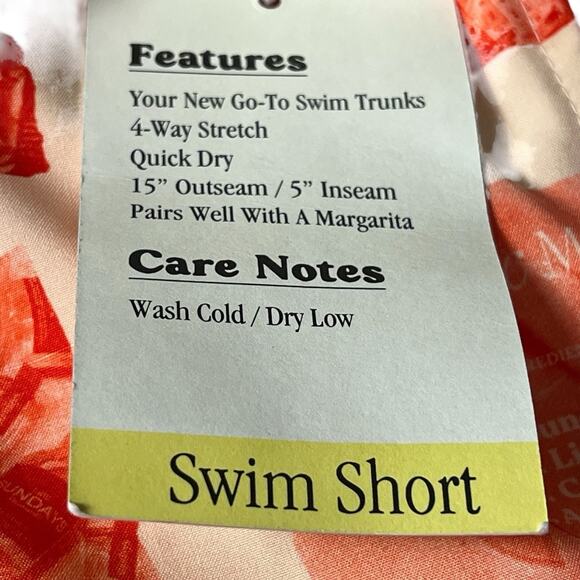 Features
Your New Go-To Swim Trunks
4-Way Stretch
Quick Dry
15” Outseam / 5” Inseam
Pairs Well With A Margarita
Care Notes
Wash Cold / Dry Low
Swim Short
SUNDAYS